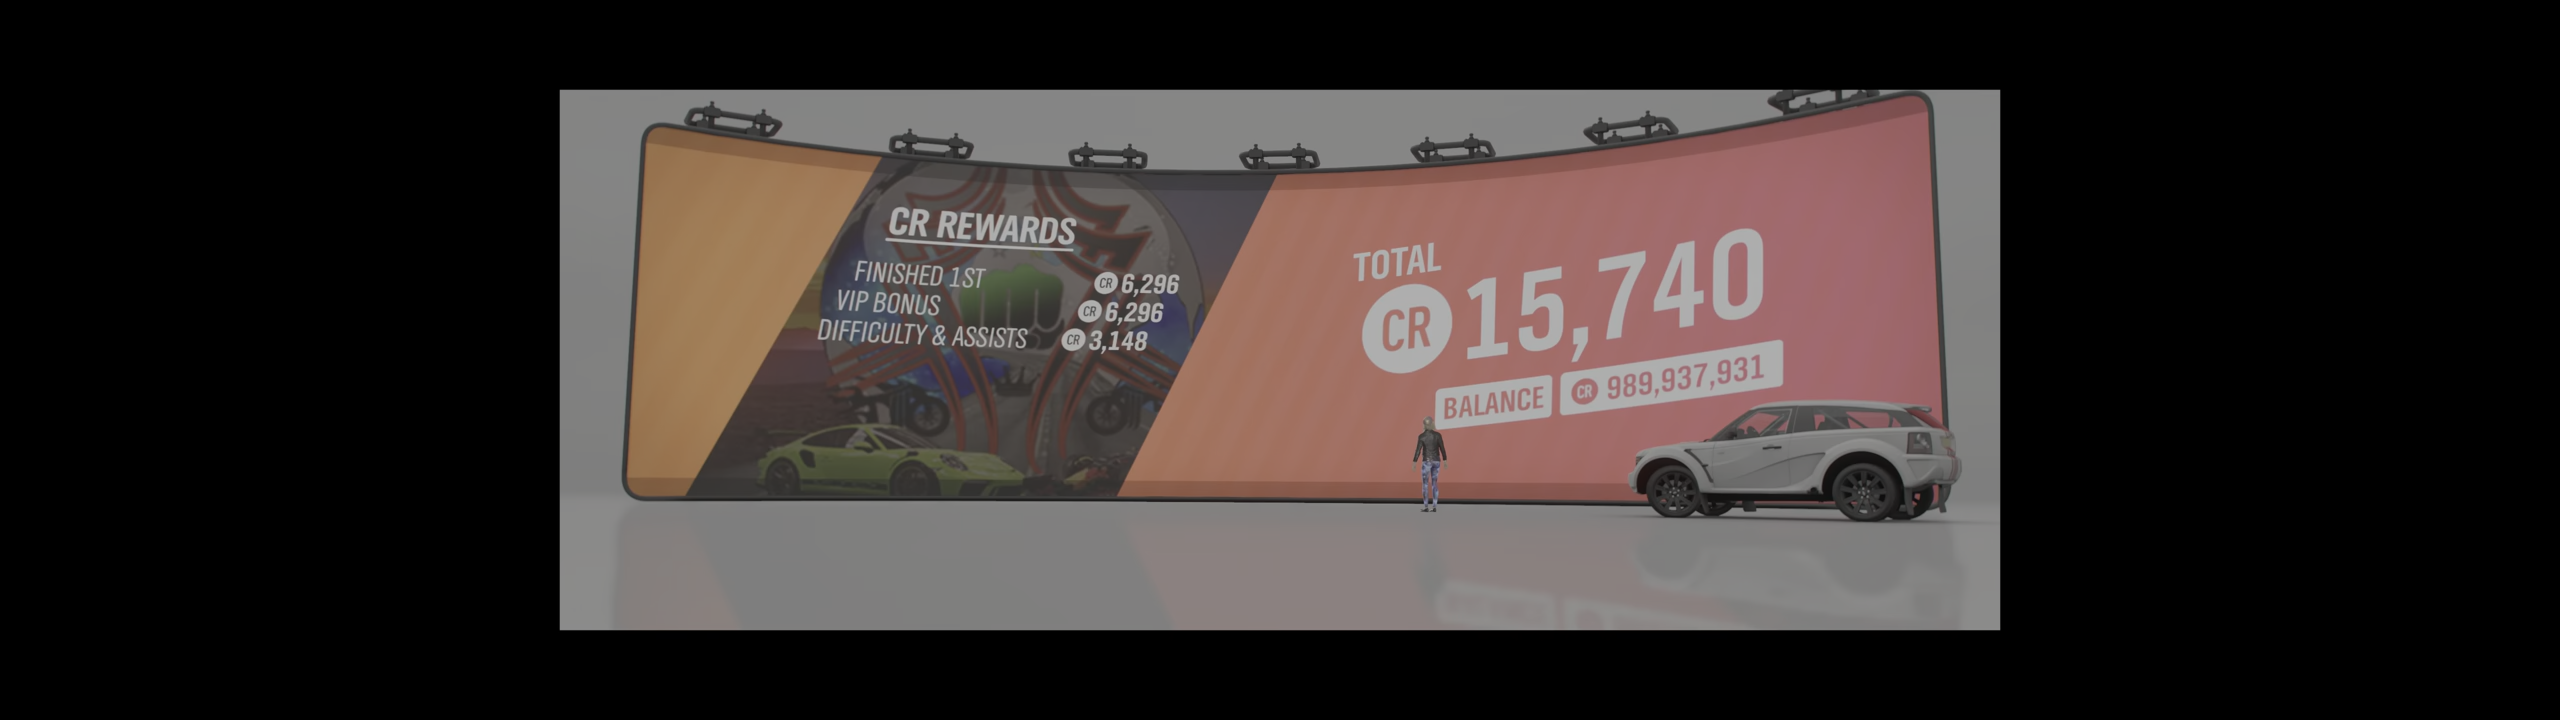 CR REWARDS
FINISHED 1ST CR 6,296
VIP BONUS CR 6,296
DIFFICULTY & ASSISTS CR 3,148
TOTAL
CR 15,740
BALANCE CR 989,937,931